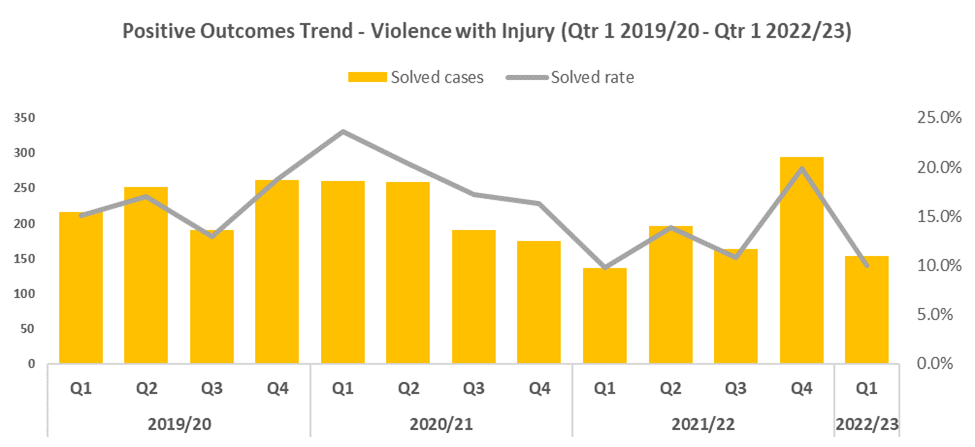 Positive Outcomes Trend - Violence with Injury (Qtr 1 2019/20 - Qtr 1 2022/23)
Solved cases Solved rate
350 25.0%
300 20.0%
250 15.0%
200 10.0%
150 5.0%
100 0.0%
50
0
Q1 Q2 Q3 Q4 Q1 Q2 Q3 Q4 Q1 Q2 Q3 Q4 Q1
2019/20 2020/21 2021/22 2022/23